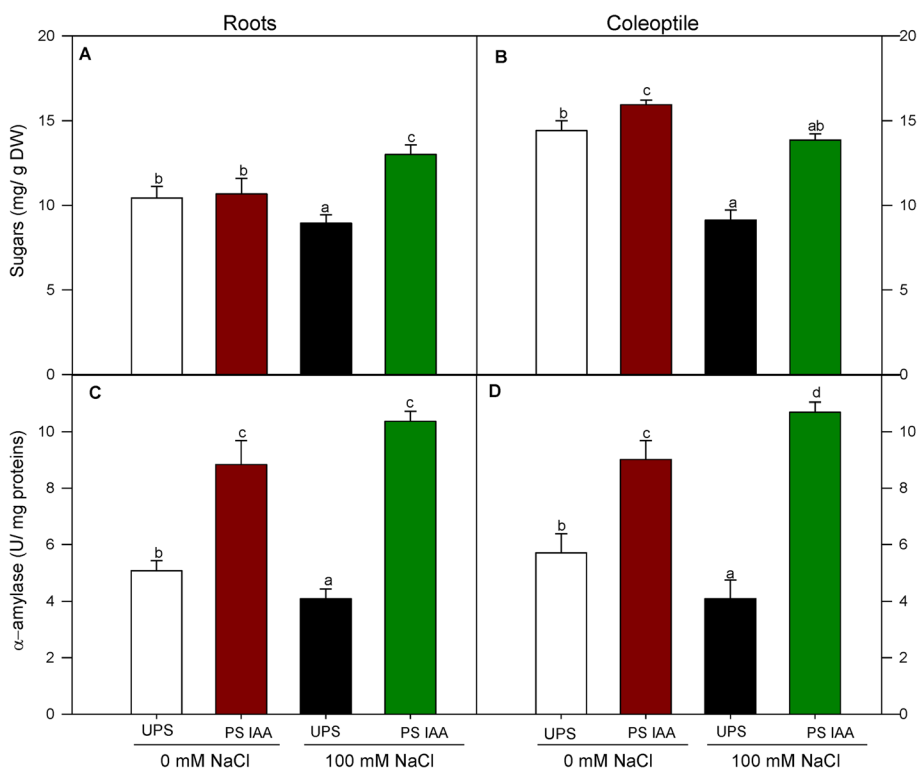 Roots Coleoptile
20 A B 20
b c
15 c b ab 15
b b
10 a a 10
Sugars (mg/ g DW)
5 5
0 0
C c D d
10 c c 10
8 8
6 b b 6
4 a a 4
α−amylase (U/ mg proteins)
2 2
0 0
UPS PS IAA UPS PS IAA UPS PS IAA UPS PS IAA
0 mM NaCl 100 mM NaCl 0 mM NaCl 100 mM NaCl